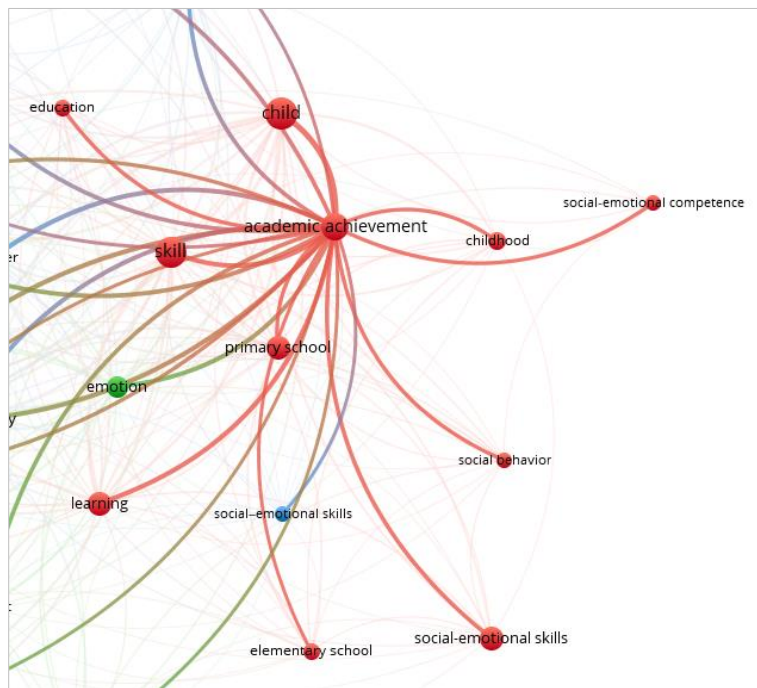 education
child
social-emotional competence
academic achievement
childhood
skill
er
primary school
emotion
y
social behavior
learning
social–emotional skills
social-emotional skills
elementary school